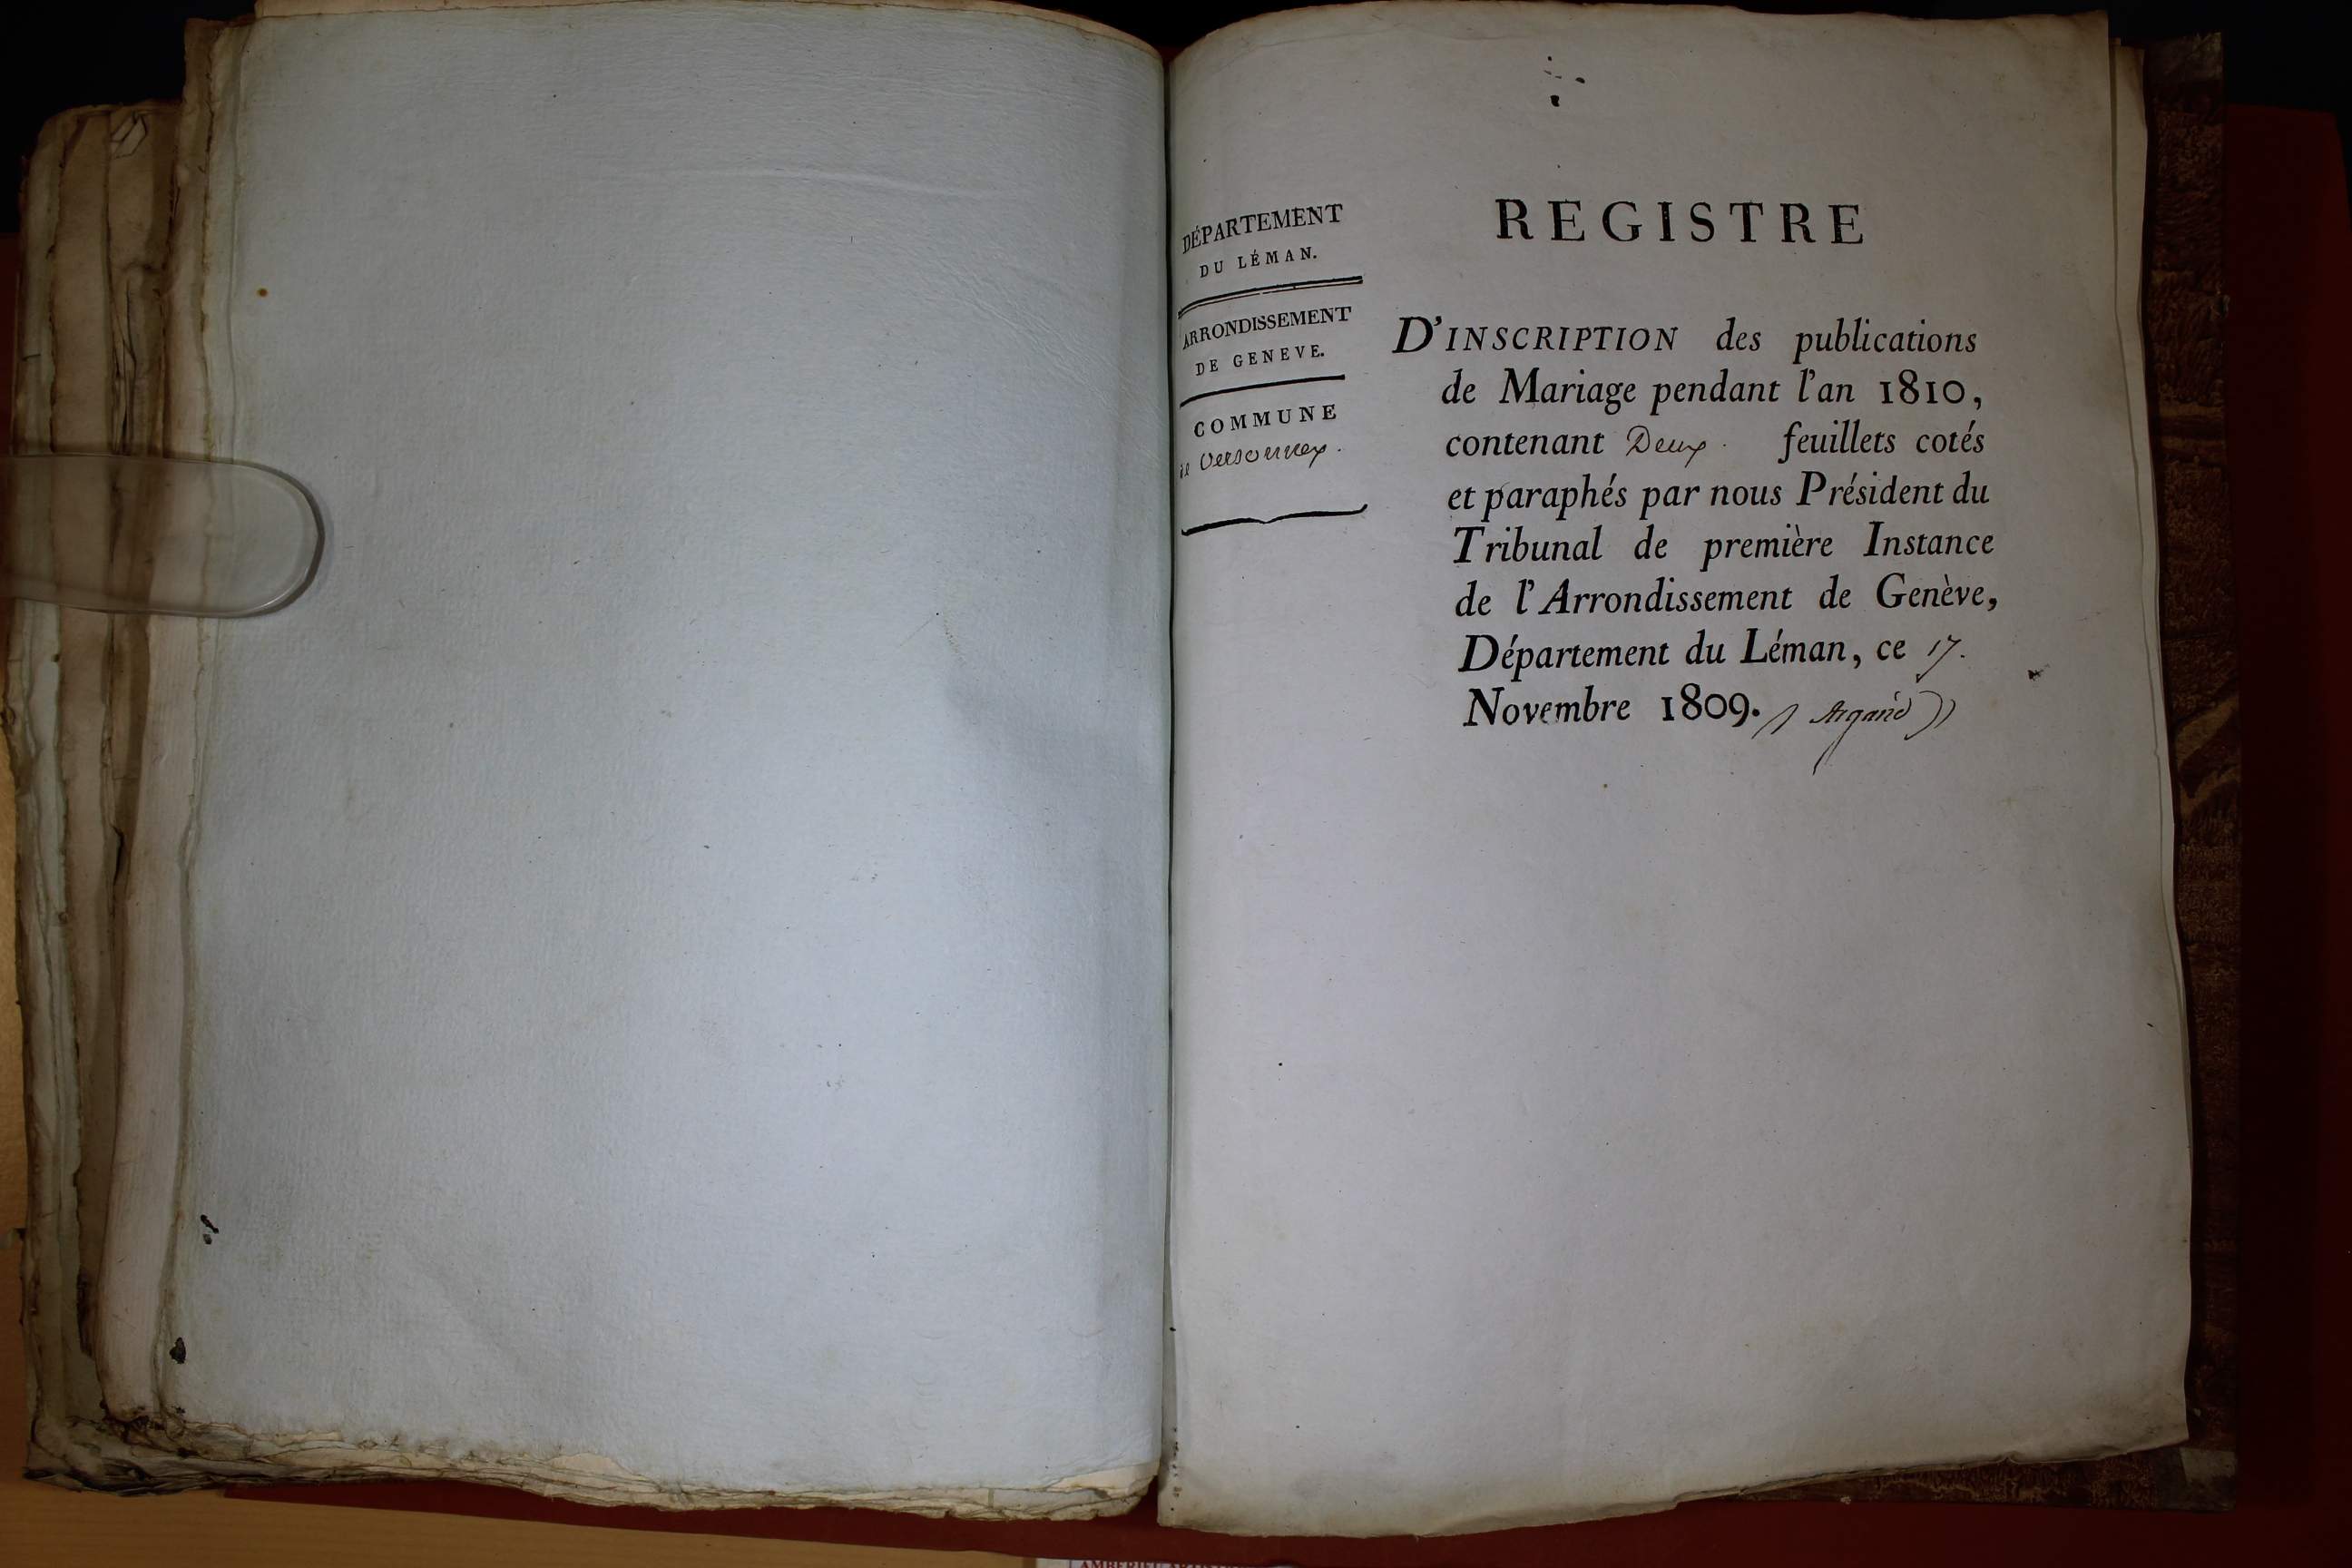 DÉPARTEMENT
DU LÉMAN.
ARRONDISSEMENT
DE GENEVE.
COMMUNE
de Versonnex.
REGISTRE
D'INSCRIPTION des publications
de Mariage pendant l'an 1810,
contenant Deux feuillets cotés
et paraphés par nous Président du
Tribunal de première Instance
de l'Arrondissement de Genève,
Département du Léman, ce 17.
Novembre 1809. Argand